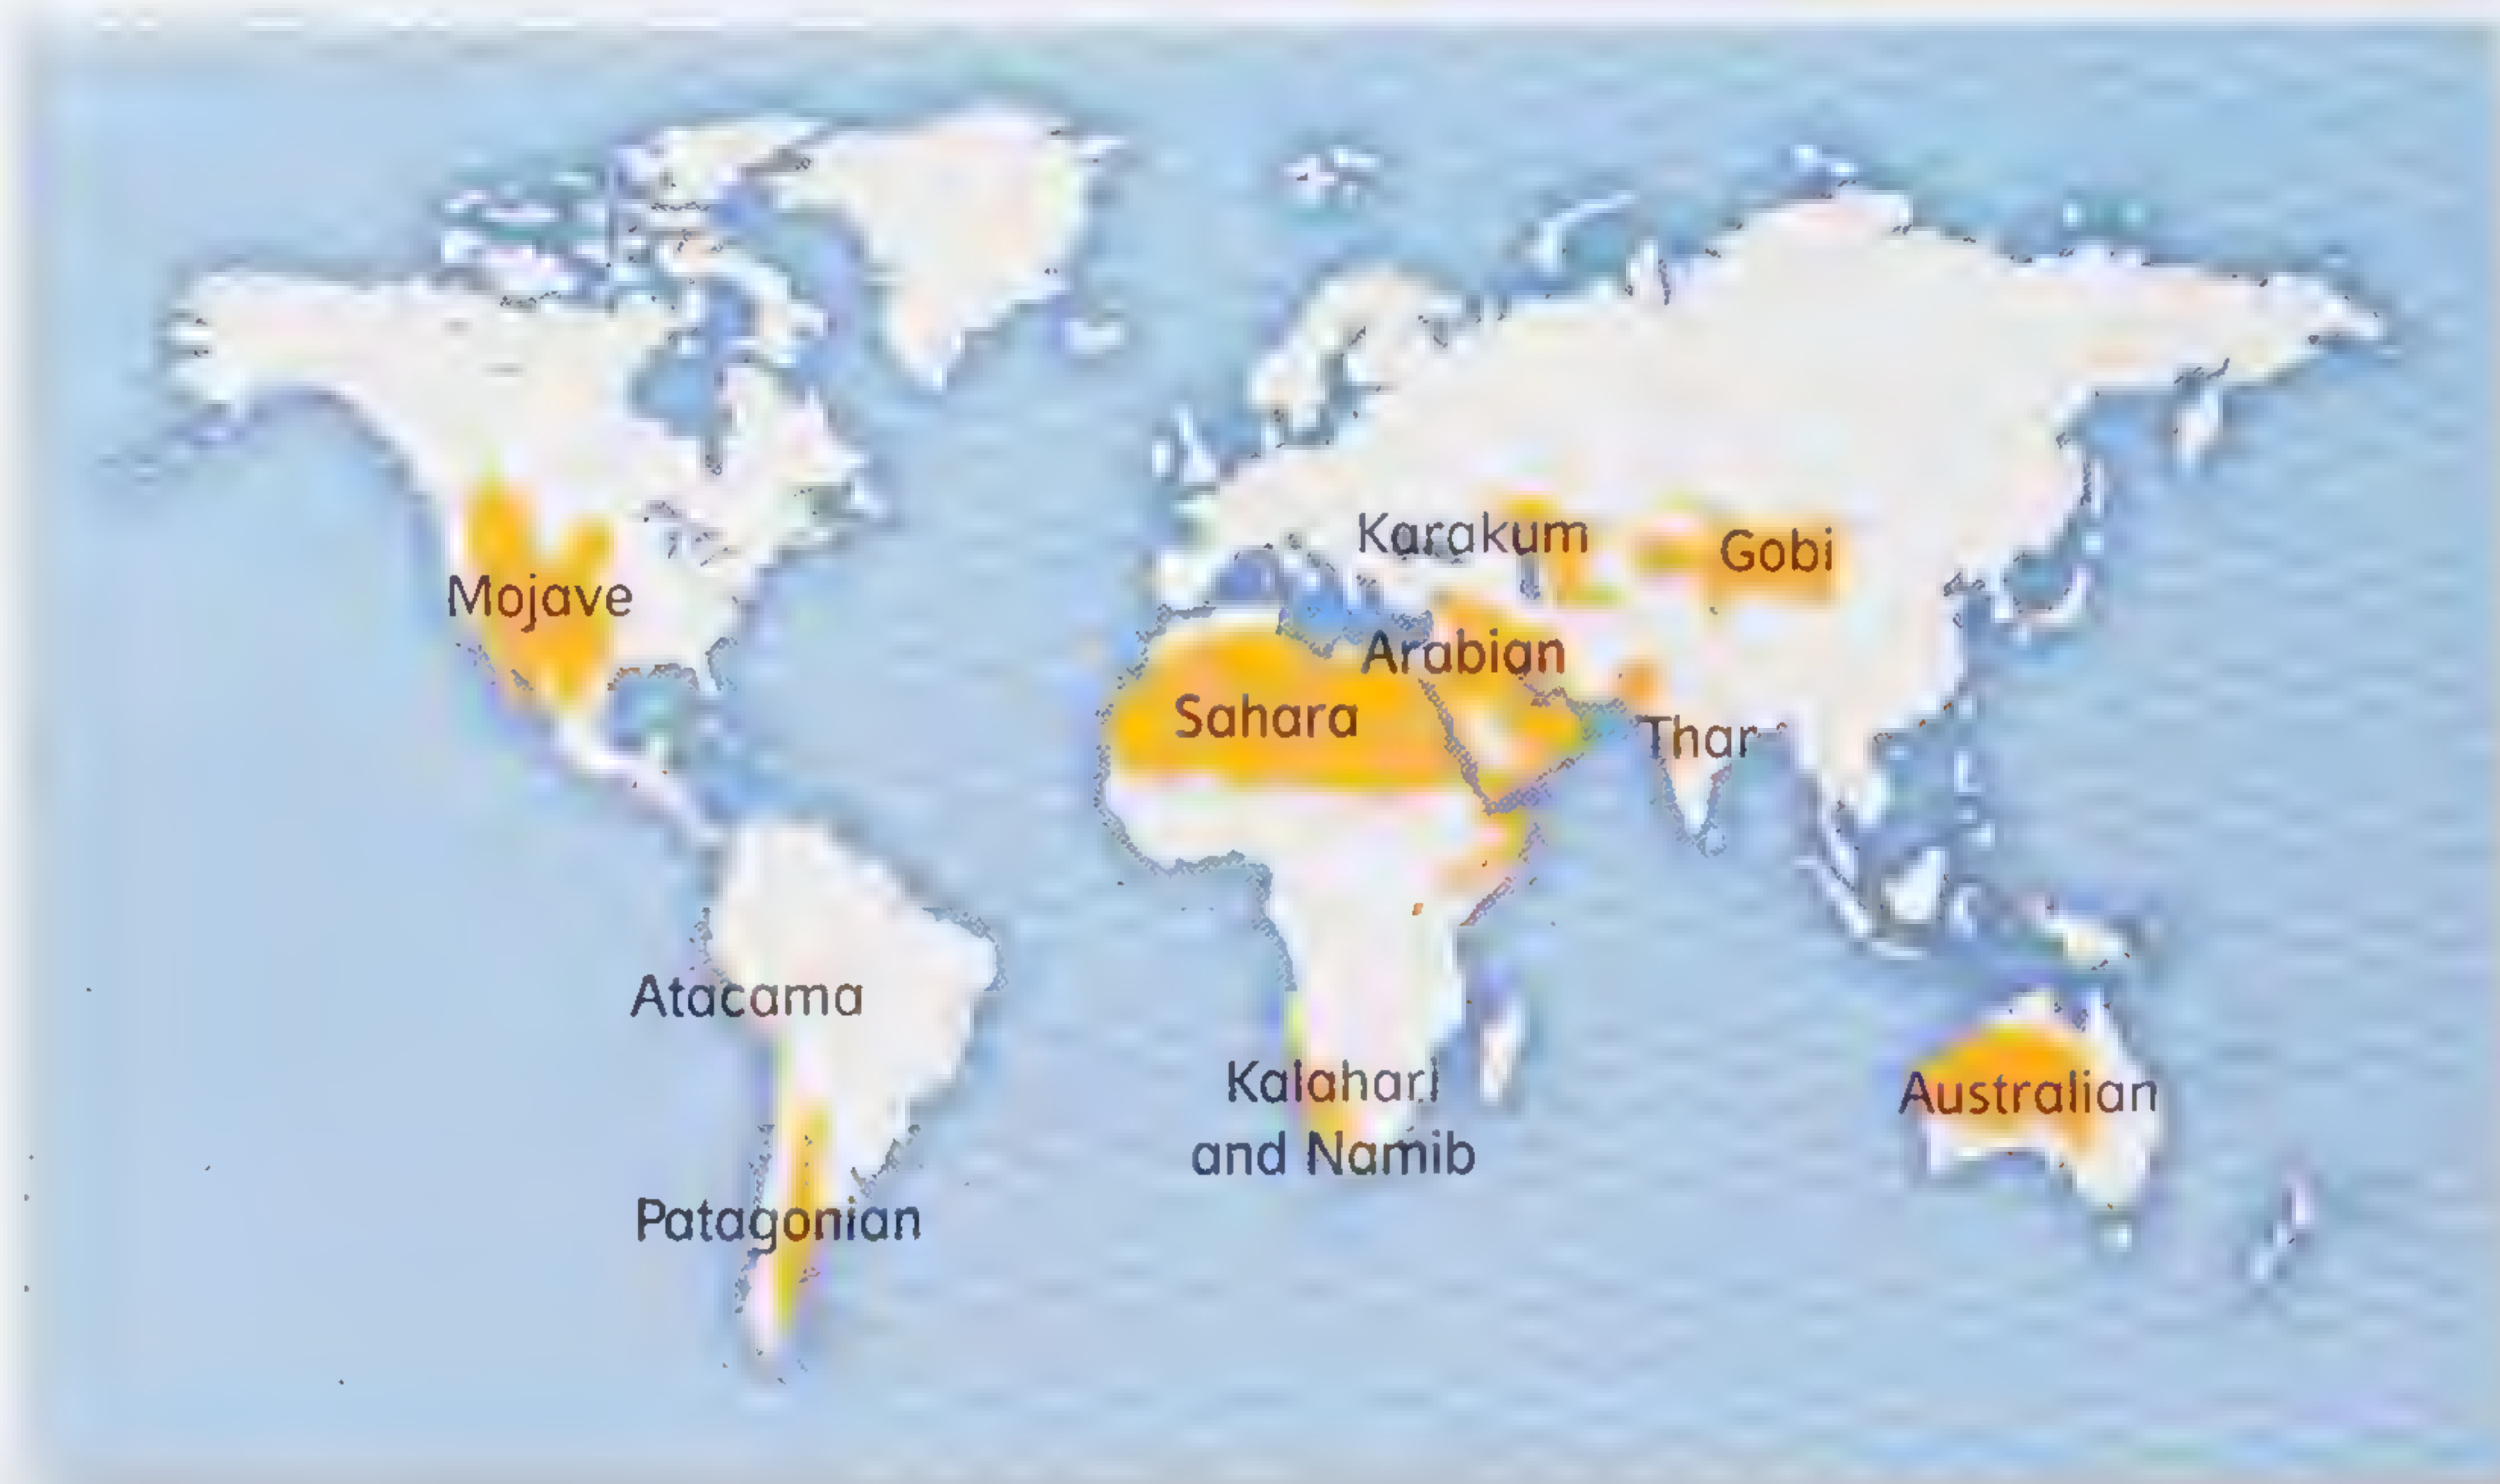 Karakum
Gobi
Mojave
Arabian
Sahara
Thar
Atacama
Kalahari
and Namib
Australian
Patagonian